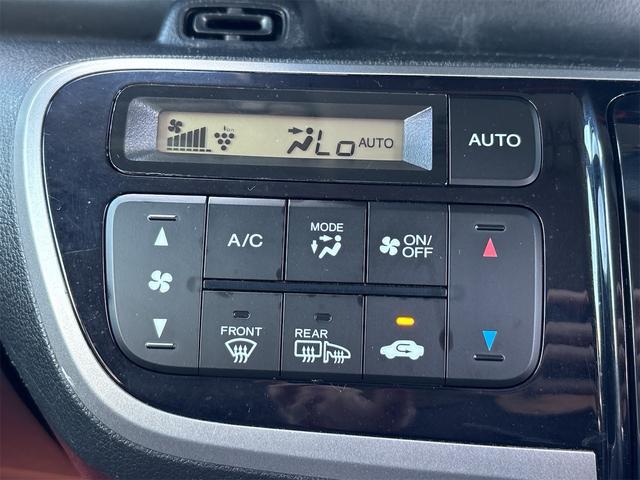 Lo AUTO
AUTO
A/C
MODE
ON/
OFF
FRONT
REAR